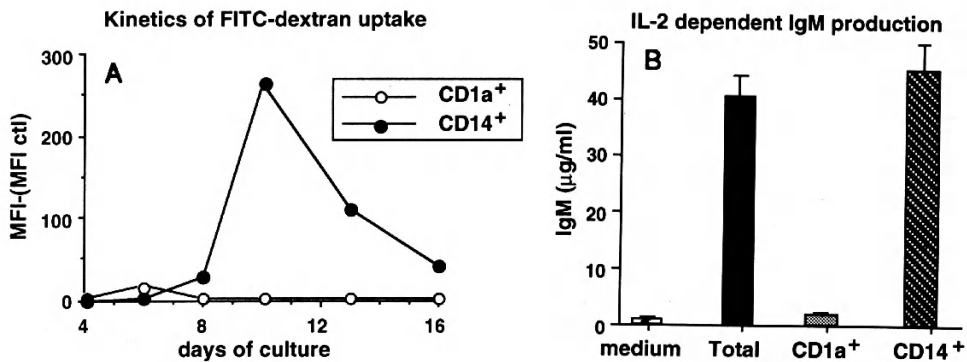 Kinetics of FITC-dextran uptake
A
CD1a+
CD14+
MFI-(MFI ctl)
300
200
100
0
4
8
12
16
days of culture
IL-2 dependent IgM production
B
IgM (µg/ml)
50
40
30
20
10
0
medium
Total
CD1a+
CD14+